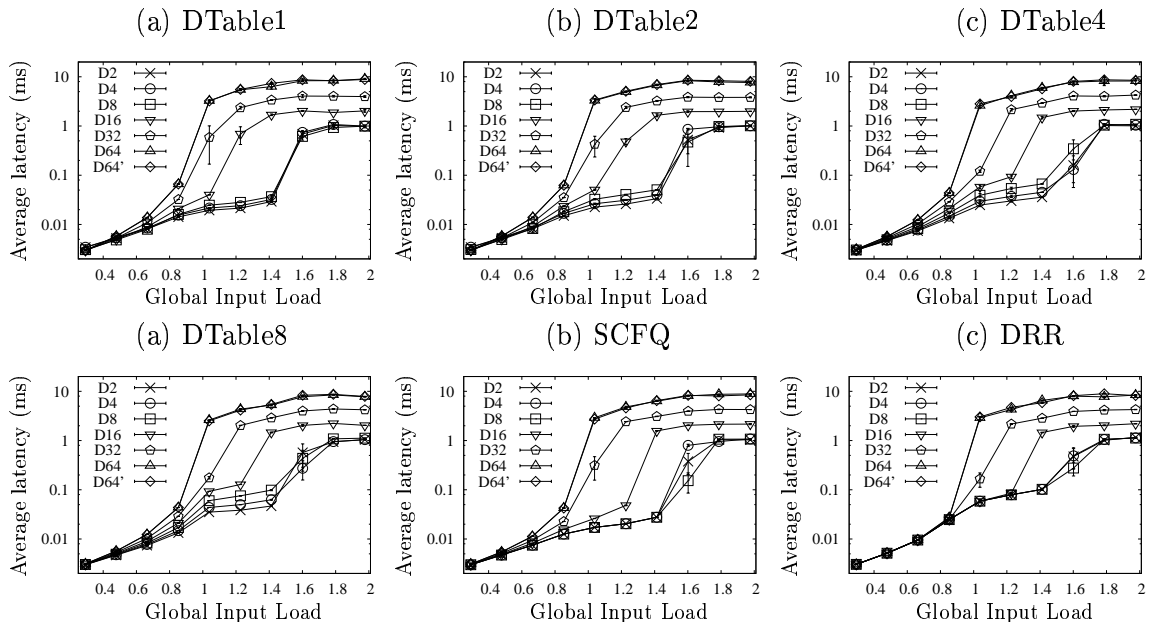 (a) DTable1
Average latency (ms)
10
1
0.1
0.01
D2
D4
D8
D16
D32
D64
D64'
0.4 0.6 0.8 1 1.2 1.4 1.6 1.8 2
Global Input Load
(b) DTable2
Average latency (ms)
10
1
0.1
0.01
D2
D4
D8
D16
D32
D64
D64'
0.4 0.6 0.8 1 1.2 1.4 1.6 1.8 2
Global Input Load
(c) DTable4
Average latency (ms)
10
1
0.1
0.01
D2
D4
D8
D16
D32
D64
D64'
0.4 0.6 0.8 1 1.2 1.4 1.6 1.8 2
Global Input Load
(a) DTable8
Average latency (ms)
10
1
0.1
0.01
D2
D4
D8
D16
D32
D64
D64'
0.4 0.6 0.8 1 1.2 1.4 1.6 1.8 2
Global Input Load
(b) SCFQ
Average latency (ms)
10
1
0.1
0.01
D2
D4
D8
D16
D32
D64
D64'
0.4 0.6 0.8 1 1.2 1.4 1.6 1.8 2
Global Input Load
(c) DRR
Average latency (ms)
10
1
0.1
0.01
D2
D4
D8
D16
D32
D64
D64'
0.4 0.6 0.8 1 1.2 1.4 1.6 1.8 2
Global Input Load